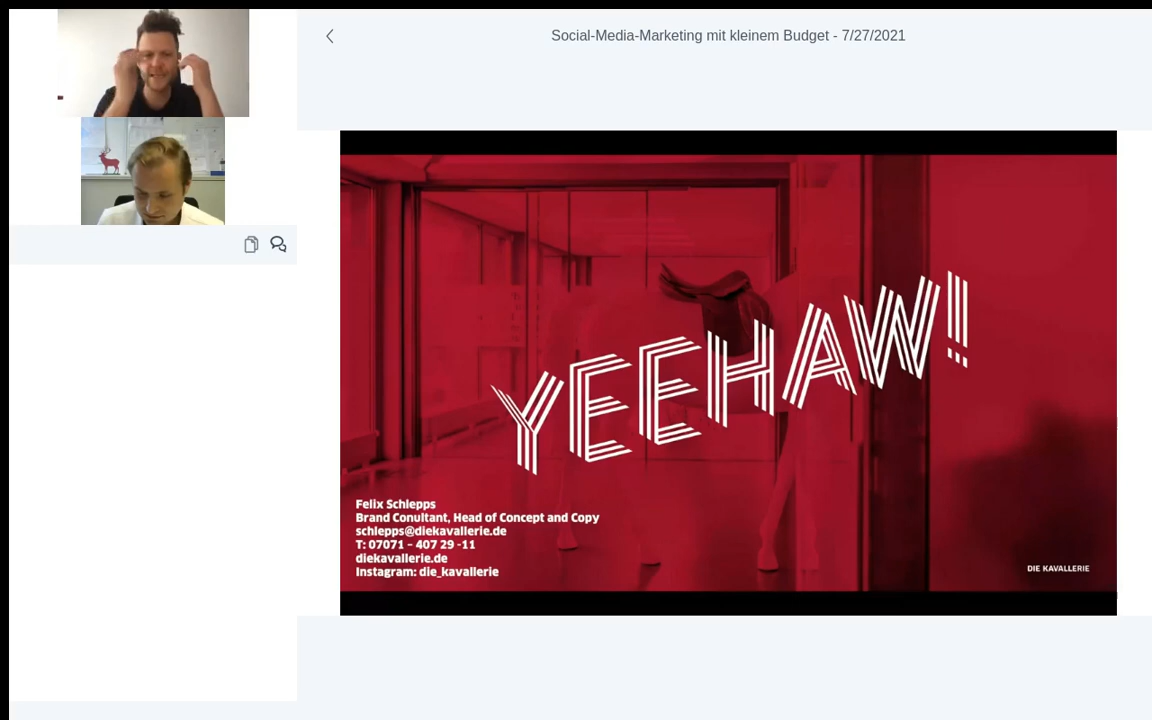 Social-Media-Marketing mit kleinem Budget - 7/27/2021
YEEHAW!
Felix Schlepps
Brand Conultant, Head of Concept and Copy
schlepps@diekavallerie.de
T: 07071 – 407 29 -11
diekavallerie.de
Instagram: die_kavallerie
DIE KAVALLERIE